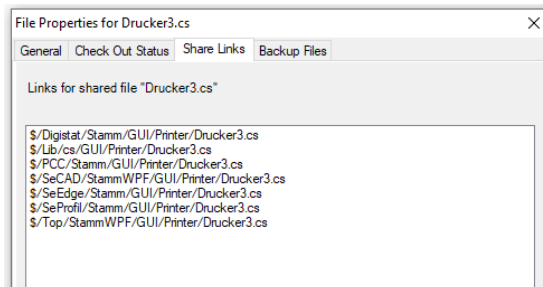 File Properties for Drucker3.cs
General Check Out Status Share Links Backup Files
Links for shared file "Drucker3.cs"
$/Digistat/Stamm/GUI/Printer/Drucker3.cs
$/Lib/cs/GUI/Printer/Drucker3.cs
$/PCC/Stamm/GUI/Printer/Drucker3.cs
$/SeCAD/StammWPF/GUI/Printer/Drucker3.cs
$/SeEdge/Stamm/GUI/Printer/Drucker3.cs
$/SeProfil/Stamm/GUI/Printer/Drucker3.cs
$/Top/StammWPF/GUI/Printer/Drucker3.cs